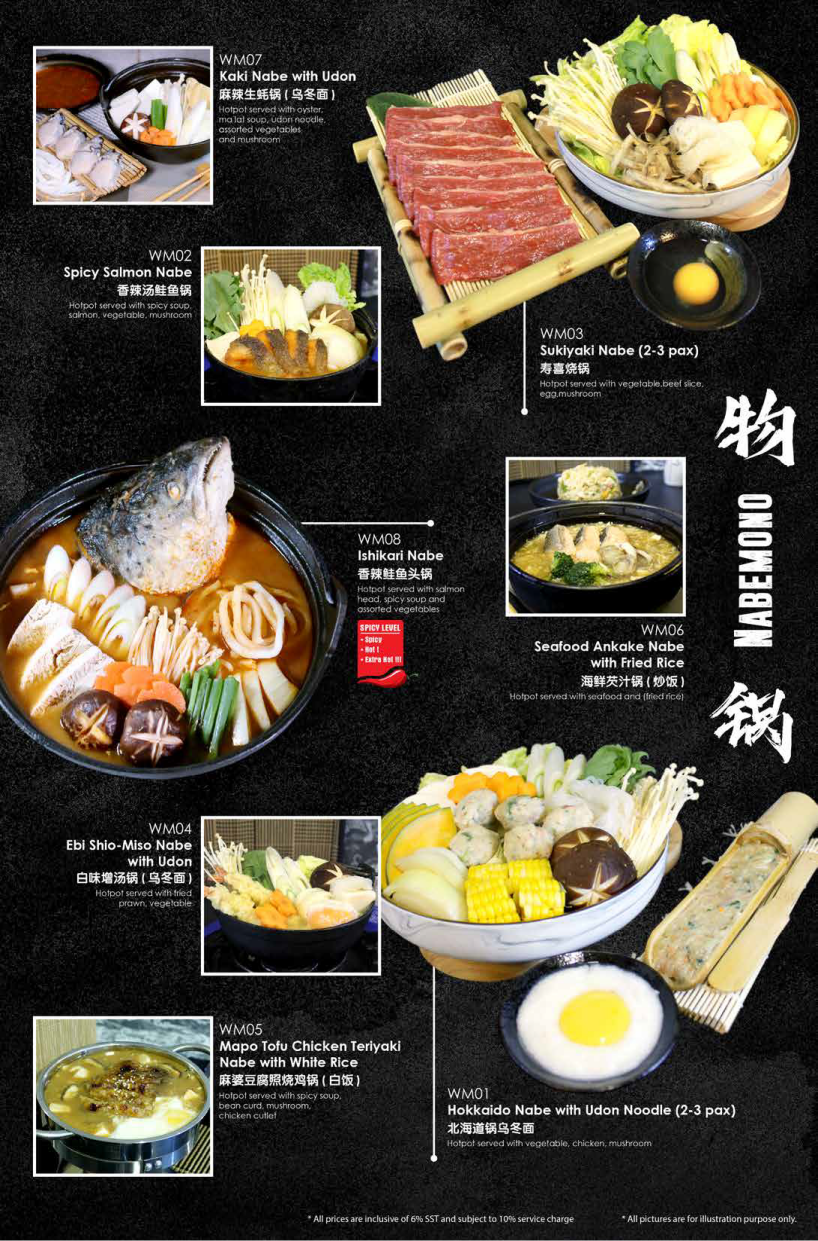 WM07
Kaki Nabe with Udon
麻辣生蚝锅 ( 乌冬面 )
Hotpot served with oyster,
ma lat soup, udon noodle,
assorted vegetables
and mushroom
WM02
Spicy Salmon Nabe
香辣汤鲑鱼锅
Hotpot served with spicy soup,
salmon, vegetable, mushroom
WM03
Sukiyaki Nabe (2-3 pax)
寿喜烧锅
Hotpot served with vegetable,beef slice,
egg,mushroom
物
NABEMONO
锅
WM08
Ishikari Nabe
香辣鲑鱼头锅
Hotpot served with salmon
head, spicy soup and
assorted vegetables
SPICY LEVEL
• Spicy
• Hot !
• Extra Hot !!!
WM06
Seafood Ankake Nabe
with Fried Rice
海鲜芡汁锅 ( 炒饭 )
Hotpot served with seafood and (fried rice)
WM04
Ebi Shio-Miso Nabe
with Udon
白味增汤锅 ( 乌冬面 )
Hotpot served with fried
prawn, vegetable
WM05
Mapo Tofu Chicken Teriyaki
Nabe with White Rice
麻婆豆腐照烧鸡锅 ( 白饭 )
Hotpot served with spicy soup,
bean curd, mushroom,
chicken cutlet
WM01
Hokkaido Nabe with Udon Noodle (2-3 pax)
北海道锅乌冬面
Hotpot served with vegetable, chicken, mushroom
* All prices are inclusive of 6% SST and subject to 10% service charge
* All pictures are for illustration purpose only.